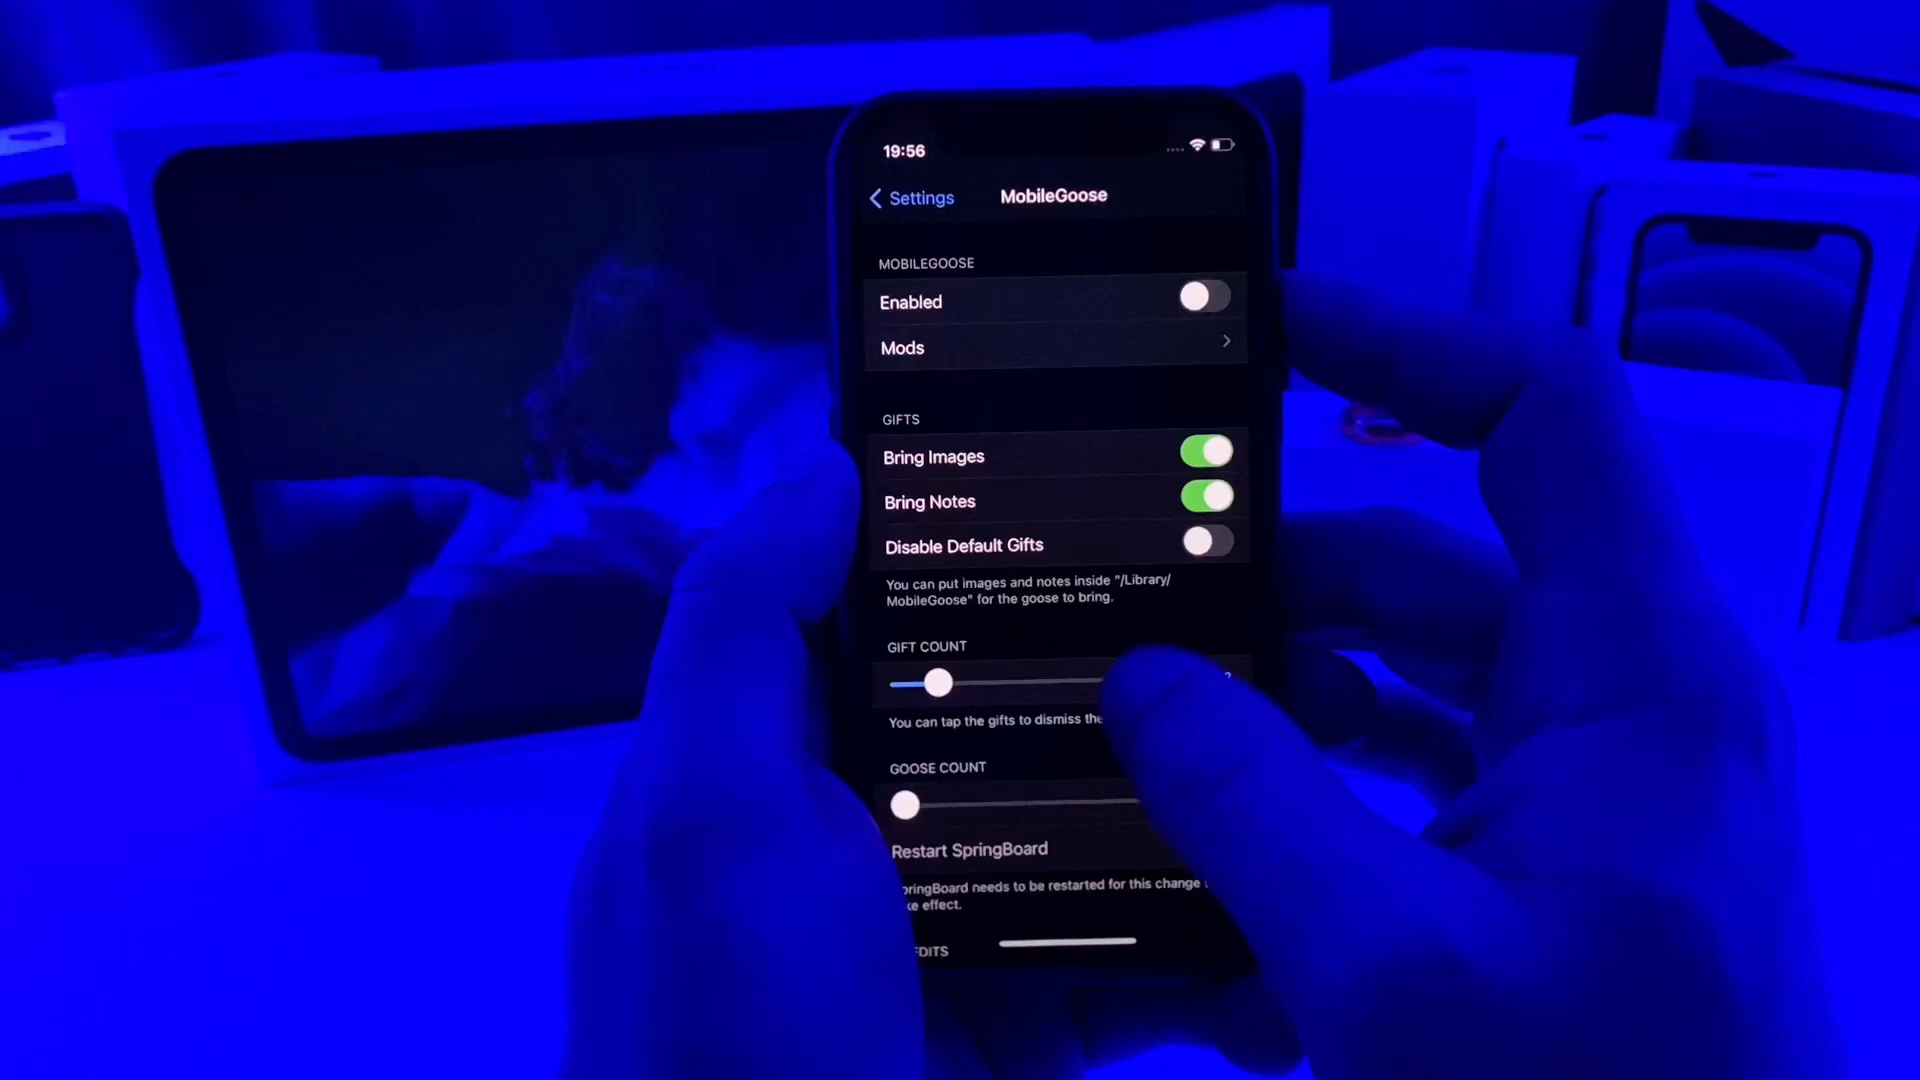 19:56
Settings
MobileGoose
MOBILEGOOSE
Enabled
Mods
GIFTS
Bring Images
Bring Notes
Disable Default Gifts
You can put images and notes inside "/Library/
MobileGoose" for the goose to bring.
GIFT COUNT
You can tap the gifts to dismiss
GOOSE COUNT
Restart SpringBoard
needs to be restarted for this change
effect.